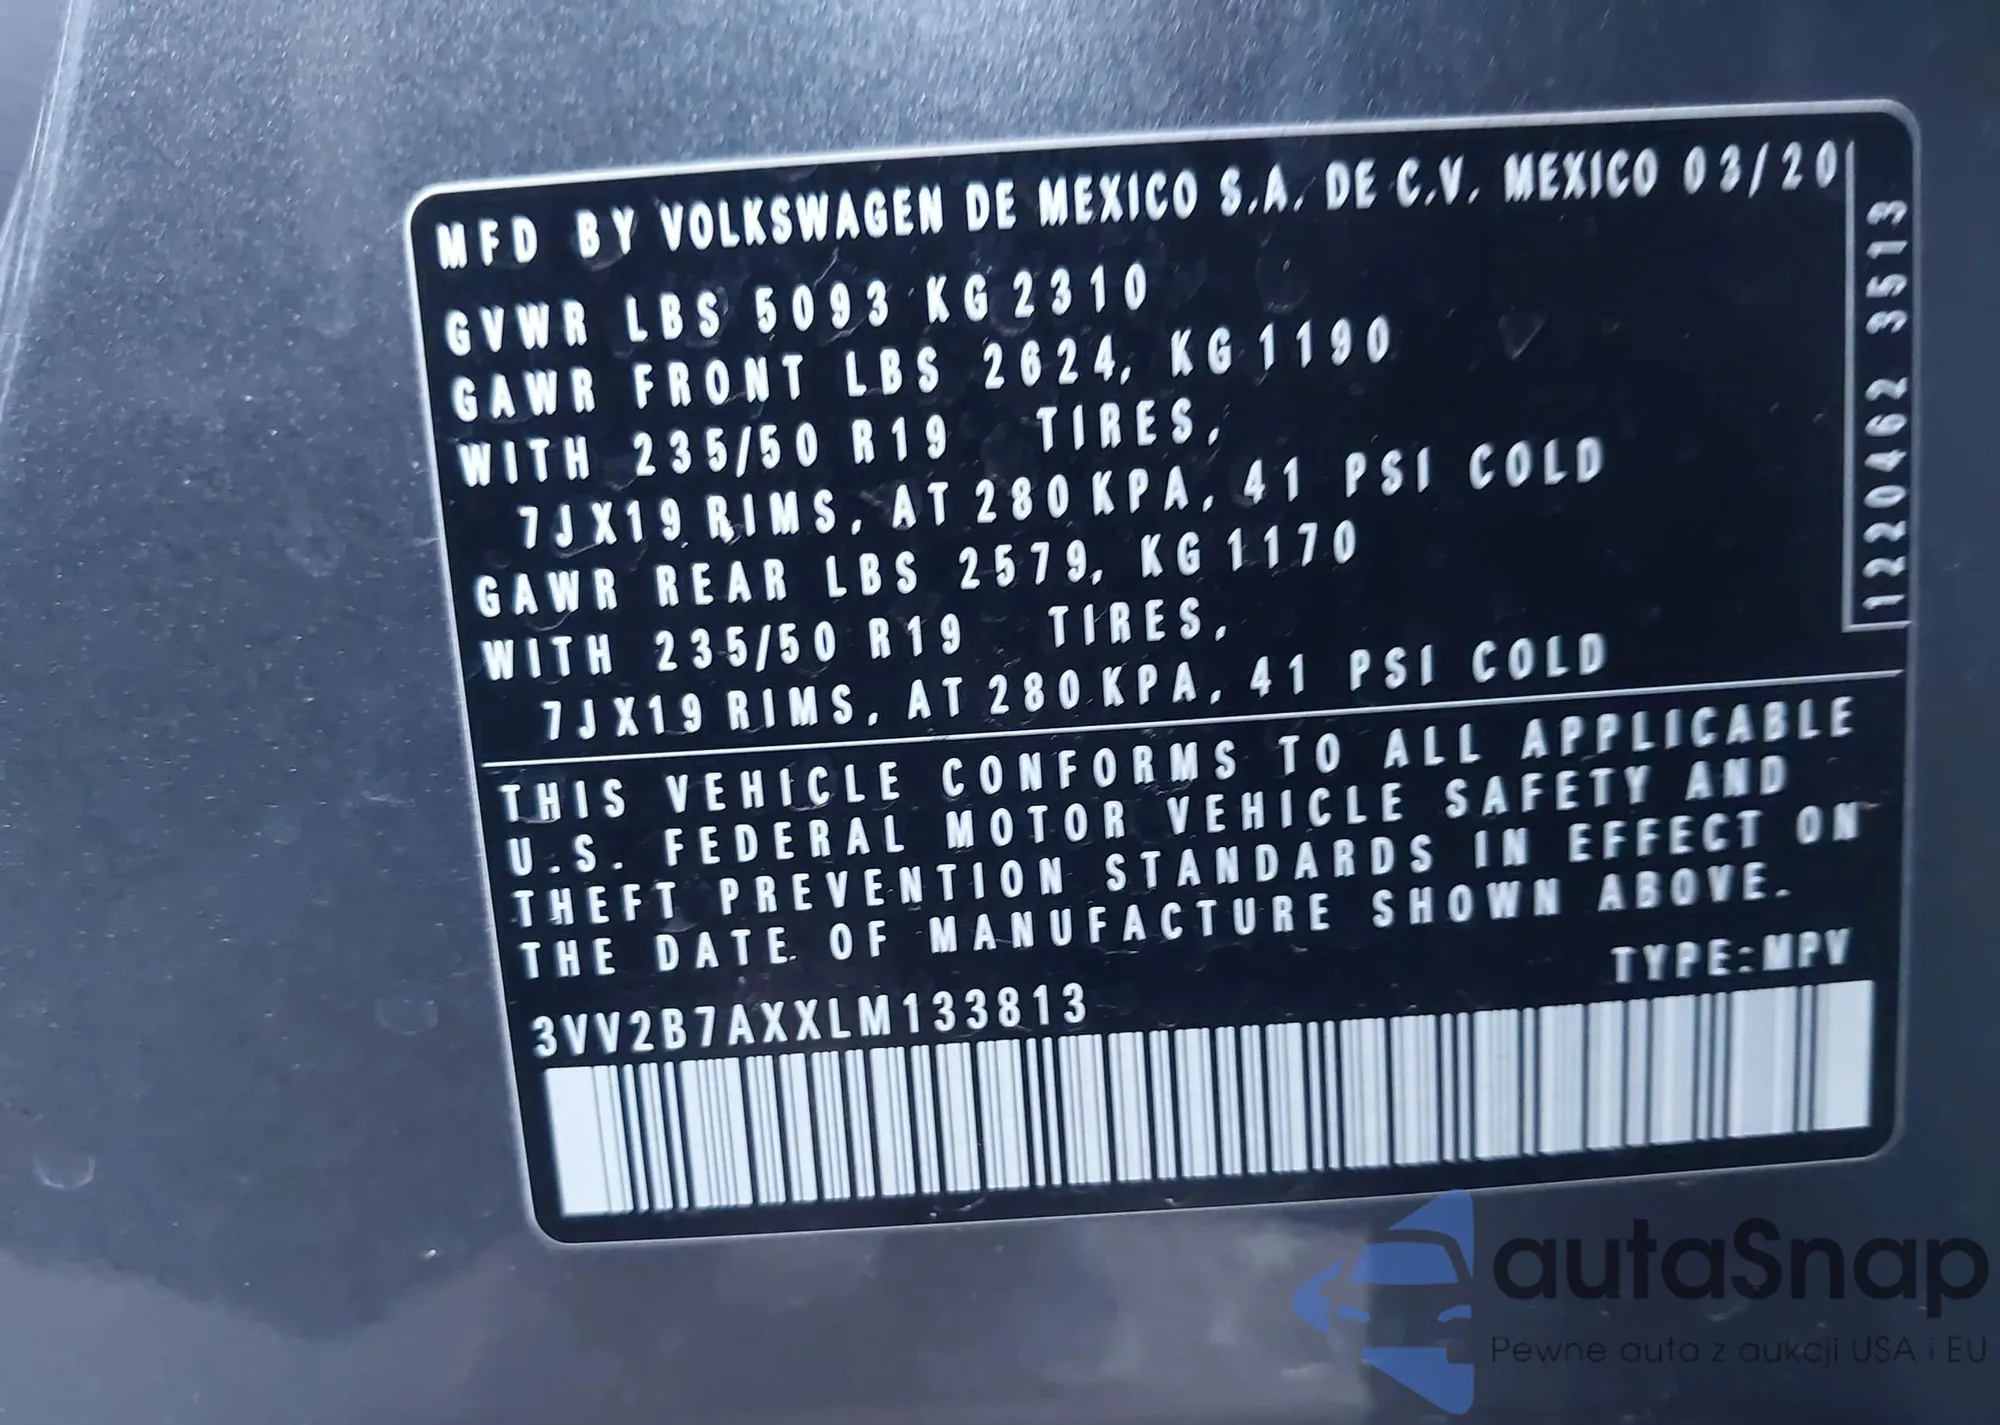 MFD BY VOLKSWAGEN DE MEXICO S.A. DE C.V. MEXICO 03/20
GVWR LBS 5093 KG 2310
GAWR FRONT LBS 2624, KG 1190
WITH 235/50 R19 TIRES,
7JX19 RIMS, AT 280 KPA, 41 PSI COLD
GAWR REAR LBS 2579, KG 1170
WITH 235/50 R19 TIRES,
7JX19 RIMS, AT 280 KPA, 41 PSI COLD
1220462 3513
THIS VEHICLE CONFORMS TO ALL APPLICABLE
U.S. FEDERAL MOTOR VEHICLE SAFETY AND
THEFT PREVENTION STANDARDS IN EFFECT ON
THE DATE OF MANUFACTURE SHOWN ABOVE.
TYPE:MPV
3VV2B7AXXLM133813
autaSnap
Pewne auta z aukcji USA i EU